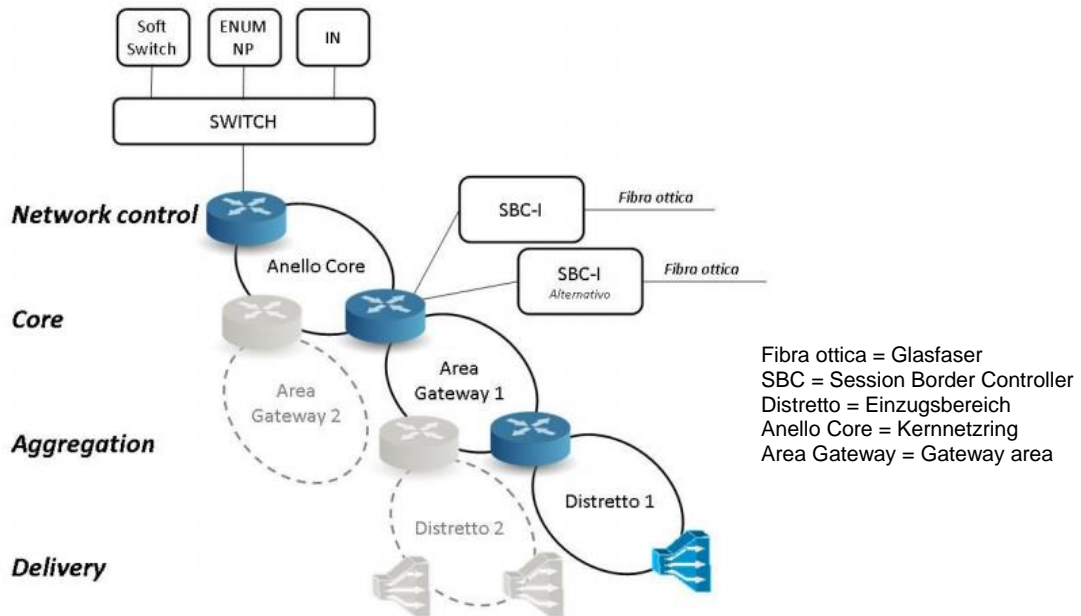 Soft
Switch
ENUM
NP
IN
SWITCH
Network control
SBC-I
Fibra ottica
Anello Core
SBC-I
Alternativo
Fibra ottica
Core
Area
Gateway 1
Area
Gateway 2
Fibra ottica = Glasfaser
SBC = Session Border Controller
Distretto = Einzugsbereich
Anello Core = Kernnetzring
Area Gateway = Gateway area
Aggregation
Distretto 1
Distretto 2
Delivery